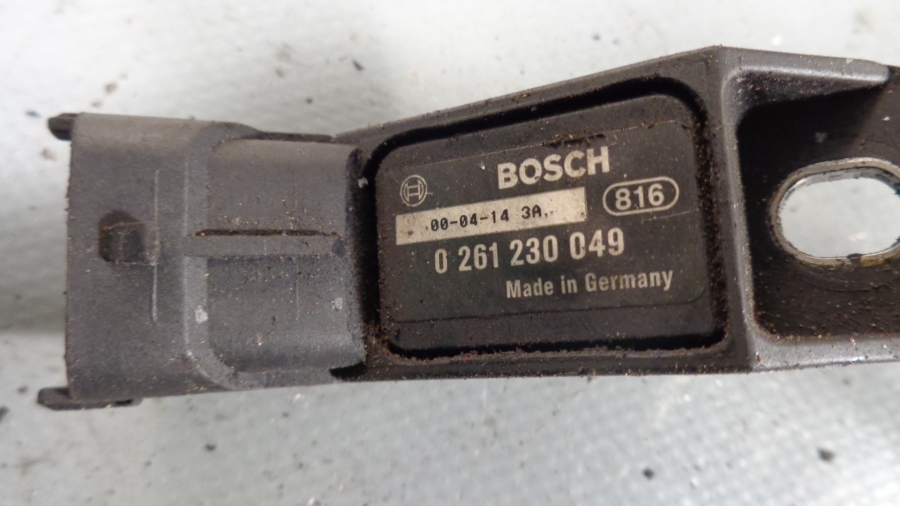 BOSCH
00-04-14 3A.
816
0 261 230 049
Made in Germany